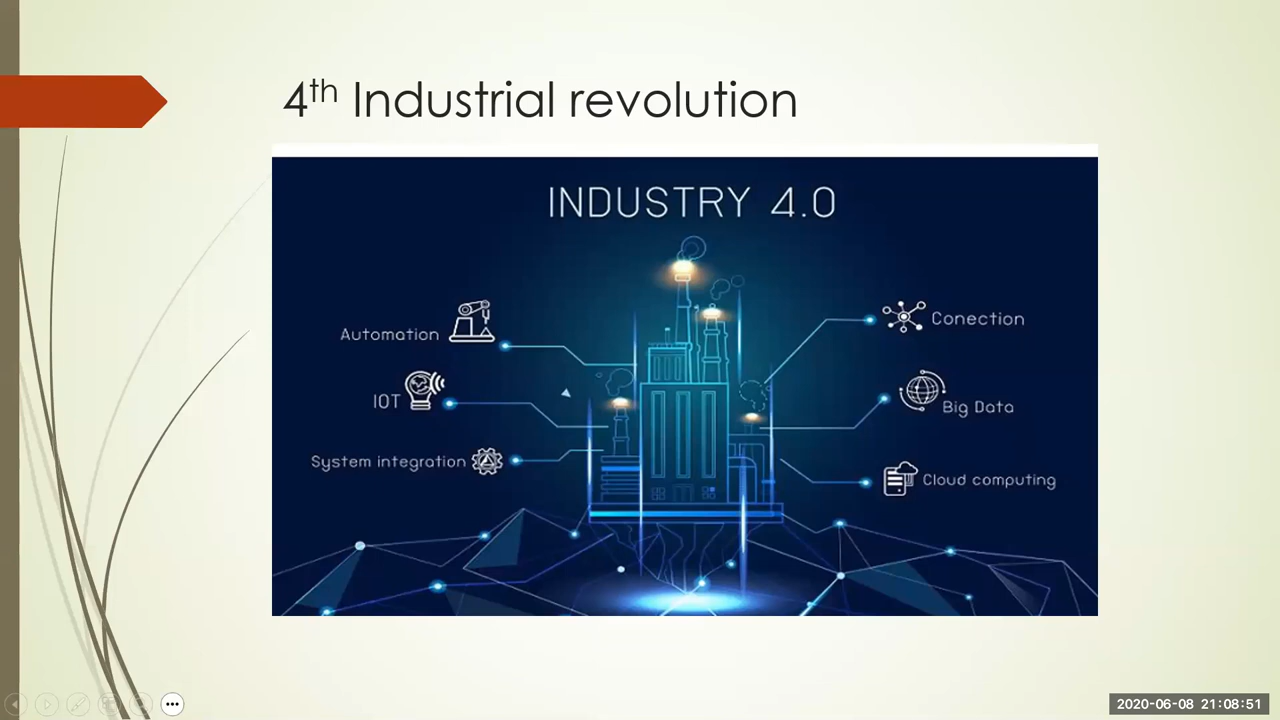 4th Industrial revolution
INDUSTRY 4.0
Automation
IOT
System integration
Conection
Big Data
Cloud computing
2020-06-08 21:08:51